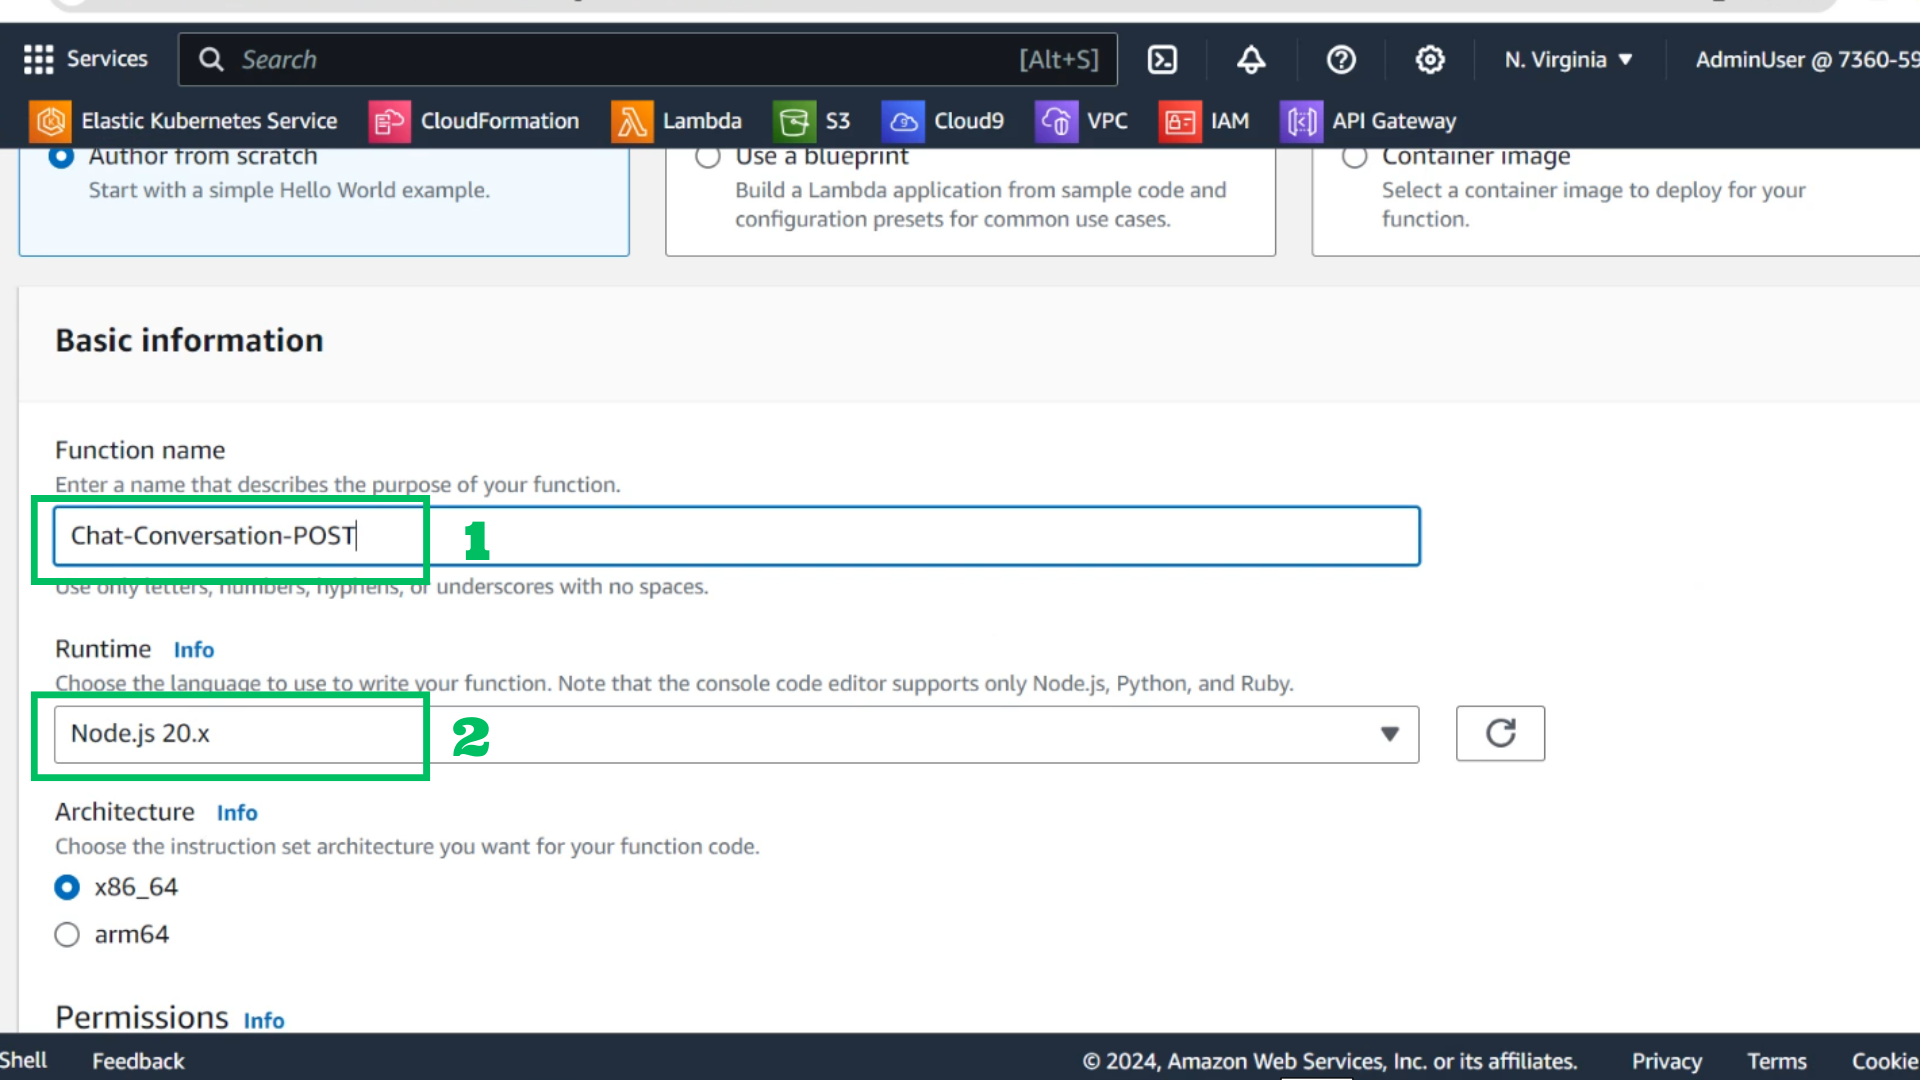 Services
Search
[Alt+S]
N. Virginia
AdminUser @ 7360-59
Elastic Kubernetes Service
CloudFormation
Lambda
S3
Cloud9
VPC
IAM
API Gateway
Author from scratch
Start with a simple Hello World example.
Use a blueprint
Build a Lambda application from sample code and
configuration presets for common use cases.
Container image
Select a container image to deploy for your
function.
Basic information
Function name
Enter a name that describes the purpose of your function.
Chat-Conversation-POST
1
Use only letters, numbers, hyphens, or underscores with no spaces.
Runtime Info
Choose the language to use to write your function. Note that the console code editor supports only Node.js, Python, and Ruby.
Node.js 20.x
2
Architecture Info
Choose the instruction set architecture you want for your function code.
x86_64
arm64
Permissions Info
Shell
Feedback
© 2024, Amazon Web Services, Inc. or its affiliates.
Privacy
Terms
Cookie